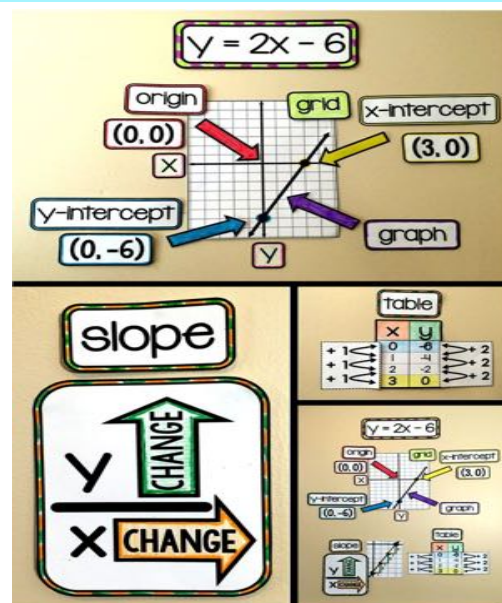 y = 2x - 6
origin
(0, 0)
grid
x-intercept
(3, 0)
X
y-intercept
(0, -6)
graph
Y
slope
Y CHANGE
X CHANGE
table
x y
0 -6
1 -4
2 -2
3 0
+ 1
+ 1
+ 1
+ 2
+ 2
+ 2
y = 2x - 6
origin
(0, 0)
grid
x-intercept
(3, 0)
X
y-intercept
(0, -6)
graph
Y
slope
Y CHANGE
X CHANGE
table
x y